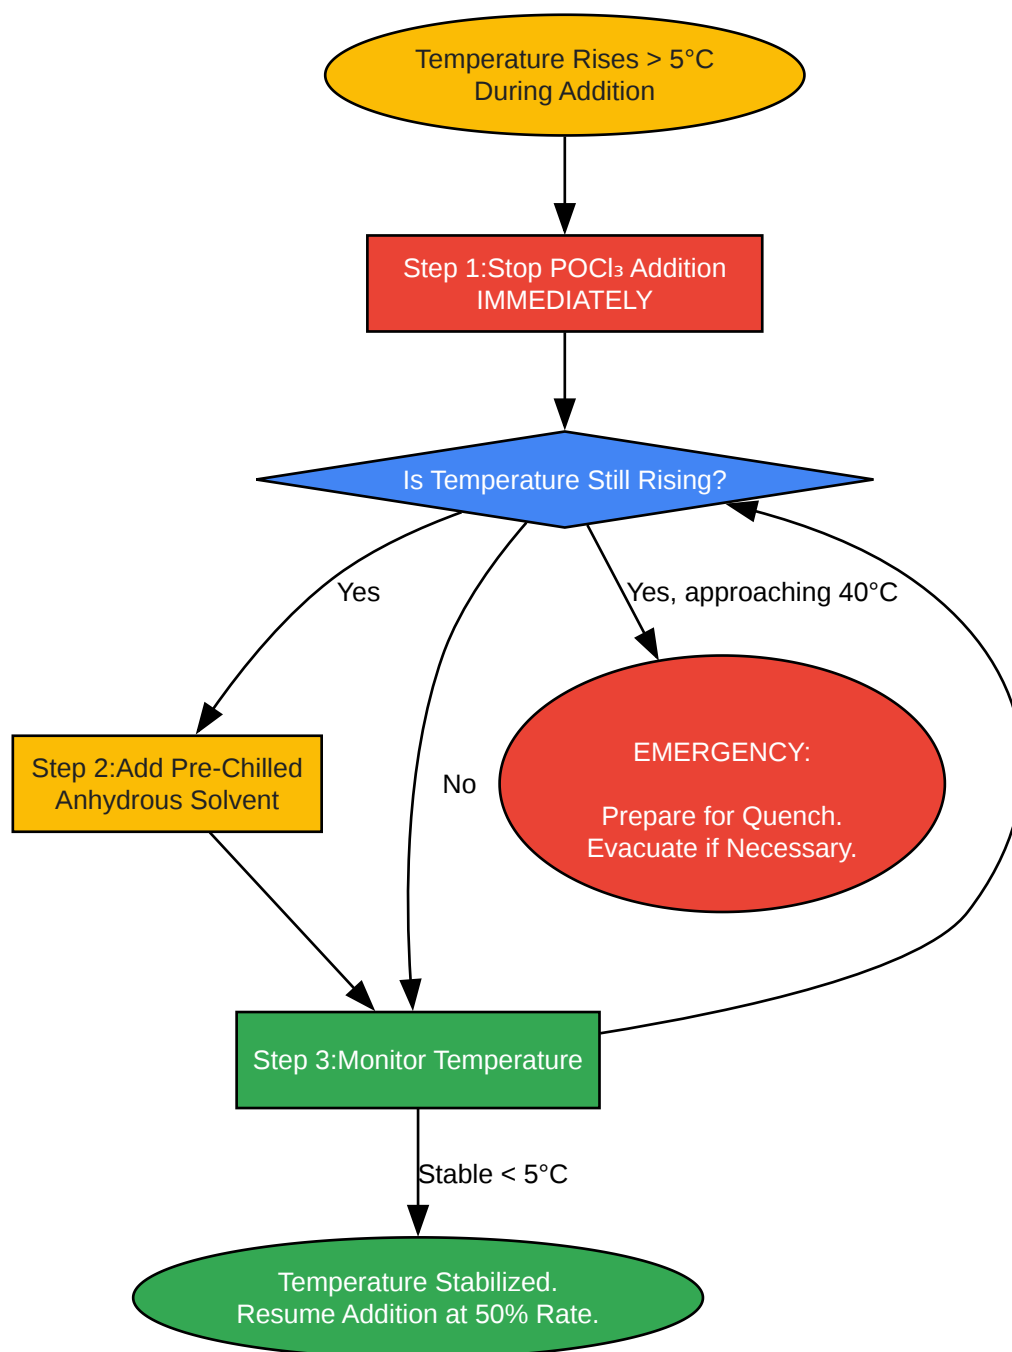 Temperature Rises > 5°C
During Addition
Step 1:Stop POCl₃ Addition
IMMEDIATELY
Is Temperature Still Rising?
Yes
Yes, approaching 40°C
EMERGENCY:
Prepare for Quench.
Evacuate if Necessary.
Step 2:Add Pre-Chilled
Anhydrous Solvent
No
Step 3:Monitor Temperature
Stable < 5°C
Temperature Stabilized.
Resume Addition at 50% Rate.